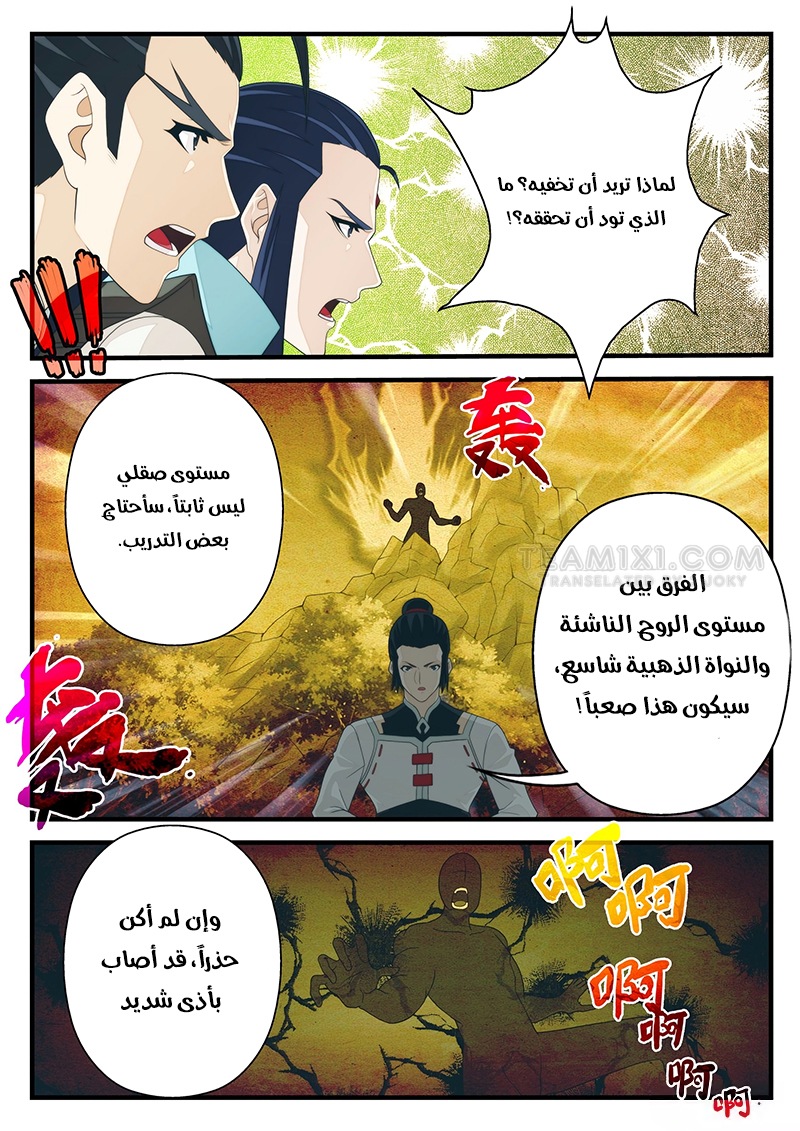 لماذا تريد أن تخفيه؟ ما
الذي تود أن تحققه؟!
!!!
轰
مستوى صقلي
ليس ثابتاً، سأحتاج
بعض التدريب.
TEAM1X1.COM
الفرق بين
مستوى الروح الناشئة
والنواة الذهبية شاسع،
سيكون هذا صعباً!
轰
啊啊
啊
啊
啊
啊
وإن لم أكن
حذراً، قد أصاب
بأذى شديد